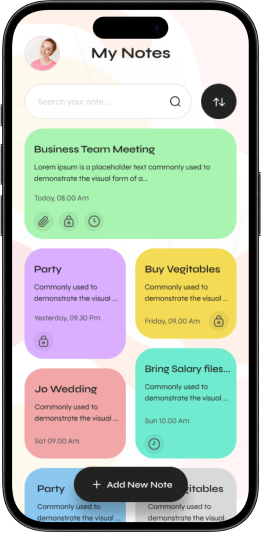 My Notes
Search your note...
Business Team Meeting
Lorem ipsum is a placeholder text commonly used to
demonstrate the visual form of a...
Today, 08.00 Am
Party
Commonly used to
demonstrate the visual ...
Yesterday, 09.30 Pm
Buy Vegitables
Commonly used to
demonstrate the visual ...
Friday, 09.00 Am
Jo Wedding
Commonly used to
demonstrate the visual ...
Sat 09.00 Am
Bring Salary files...
Commonly used to
demonstrate the visual ...
Sun 10.00 Am
Party
Commonly used to
demonstrate the visual ...
+ Add New Note
gitables
Commonly used to
demonstrate the visual ...